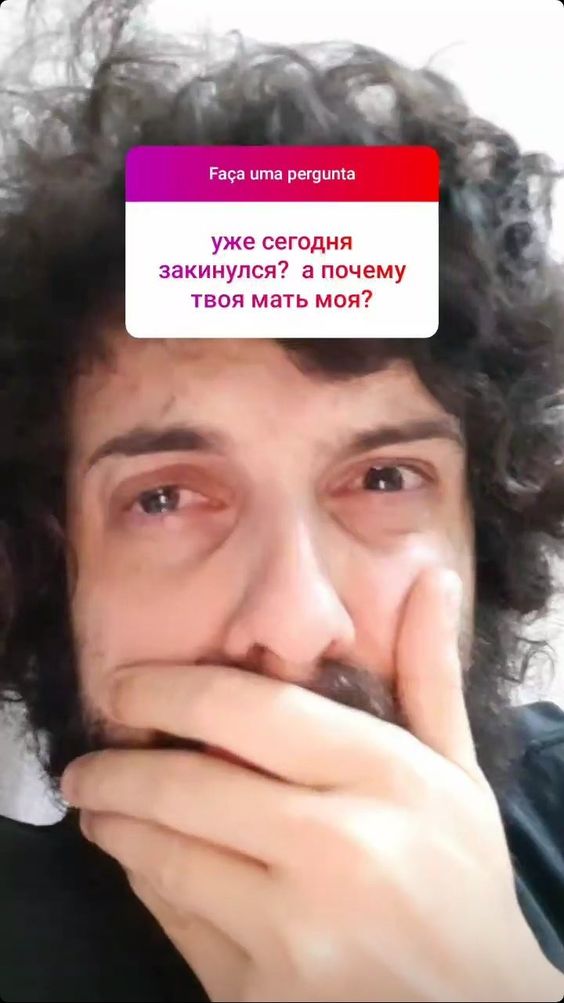 Faça uma pergunta
уже сегодня
закинулся? а почему
твоя мать моя?